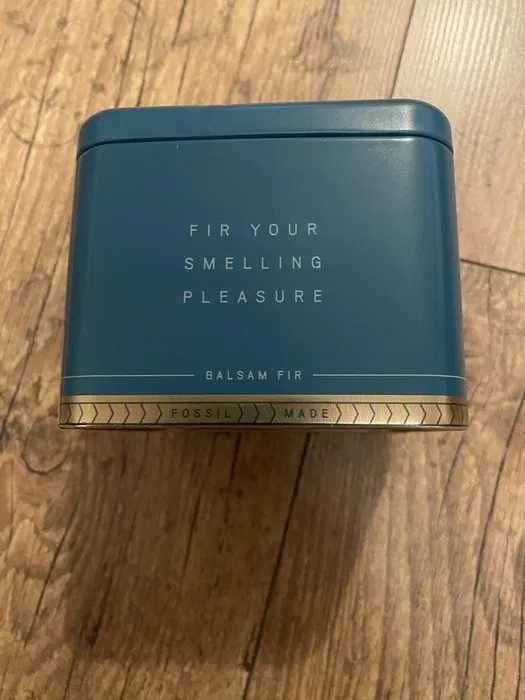 FIR YOUR
SMELLING
PLEASURE
BALSAM FIR
FOSSIL MADE